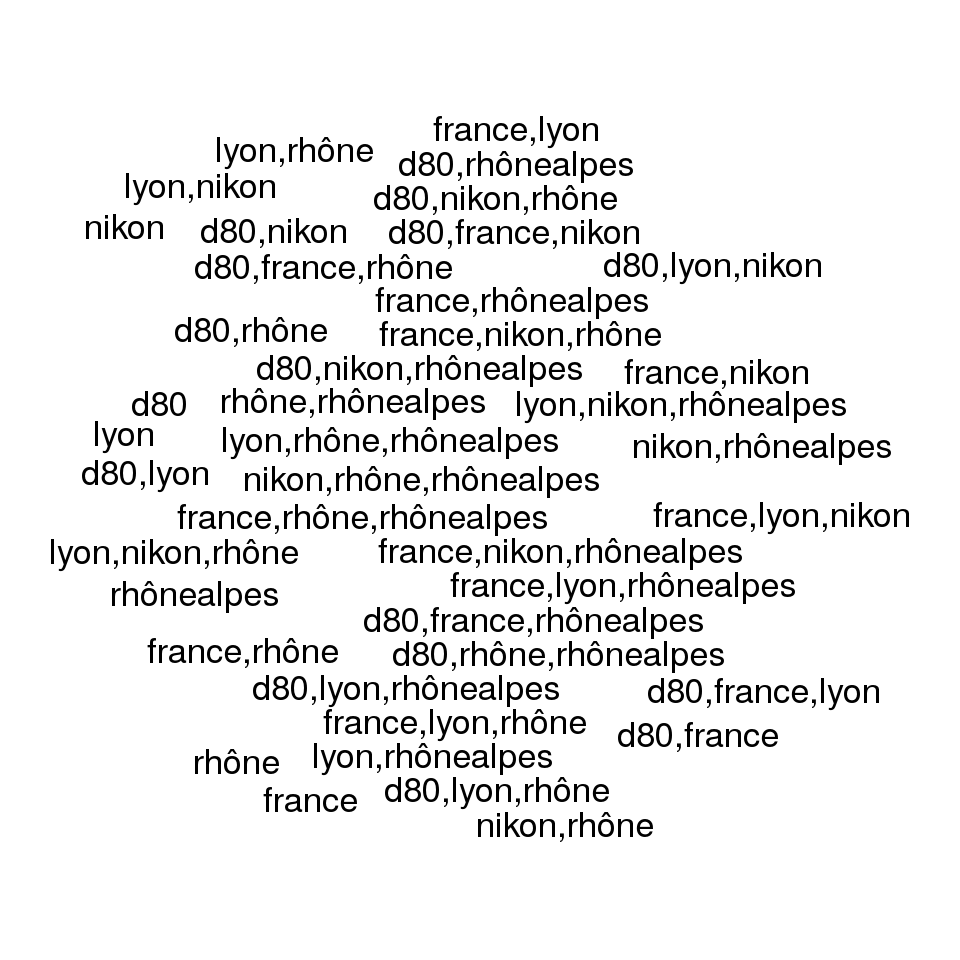 france,lyon
lyon,rhône
d80,rhônealpes
lyon,nikon
d80,nikon,rhône
nikon
d80,nikon
d80,france,nikon
d80,france,rhône
d80,lyon,nikon
france,rhônealpes
d80,rhône
france,nikon,rhône
d80,nikon,rhônealpes
france,nikon
d80
rhône,rhônealpes
lyon,nikon,rhônealpes
lyon
lyon,rhône,rhônealpes
nikon,rhônealpes
d80,lyon
nikon,rhône,rhônealpes
france,rhône,rhônealpes
france,lyon,nikon
lyon,nikon,rhône
france,nikon,rhônealpes
rhônealpes
france,lyon,rhônealpes
d80,france,rhônealpes
france,rhône
d80,rhône,rhônealpes
d80,lyon,rhônealpes
d80,france,lyon
france,lyon,rhône
d80,france
rhône
lyon,rhônealpes
france
d80,lyon,rhône
nikon,rhône